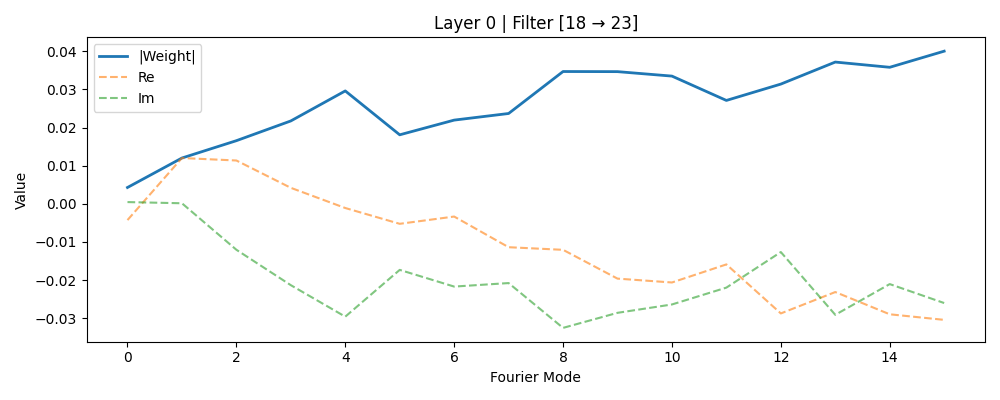 Layer 0 | Filter [18 → 23]
|Weight|
Re
Im
0.04
0.03
0.02
0.01
0.00
−0.01
−0.02
−0.03
Value
0 2 4 6 8 10 12 14
Fourier Mode